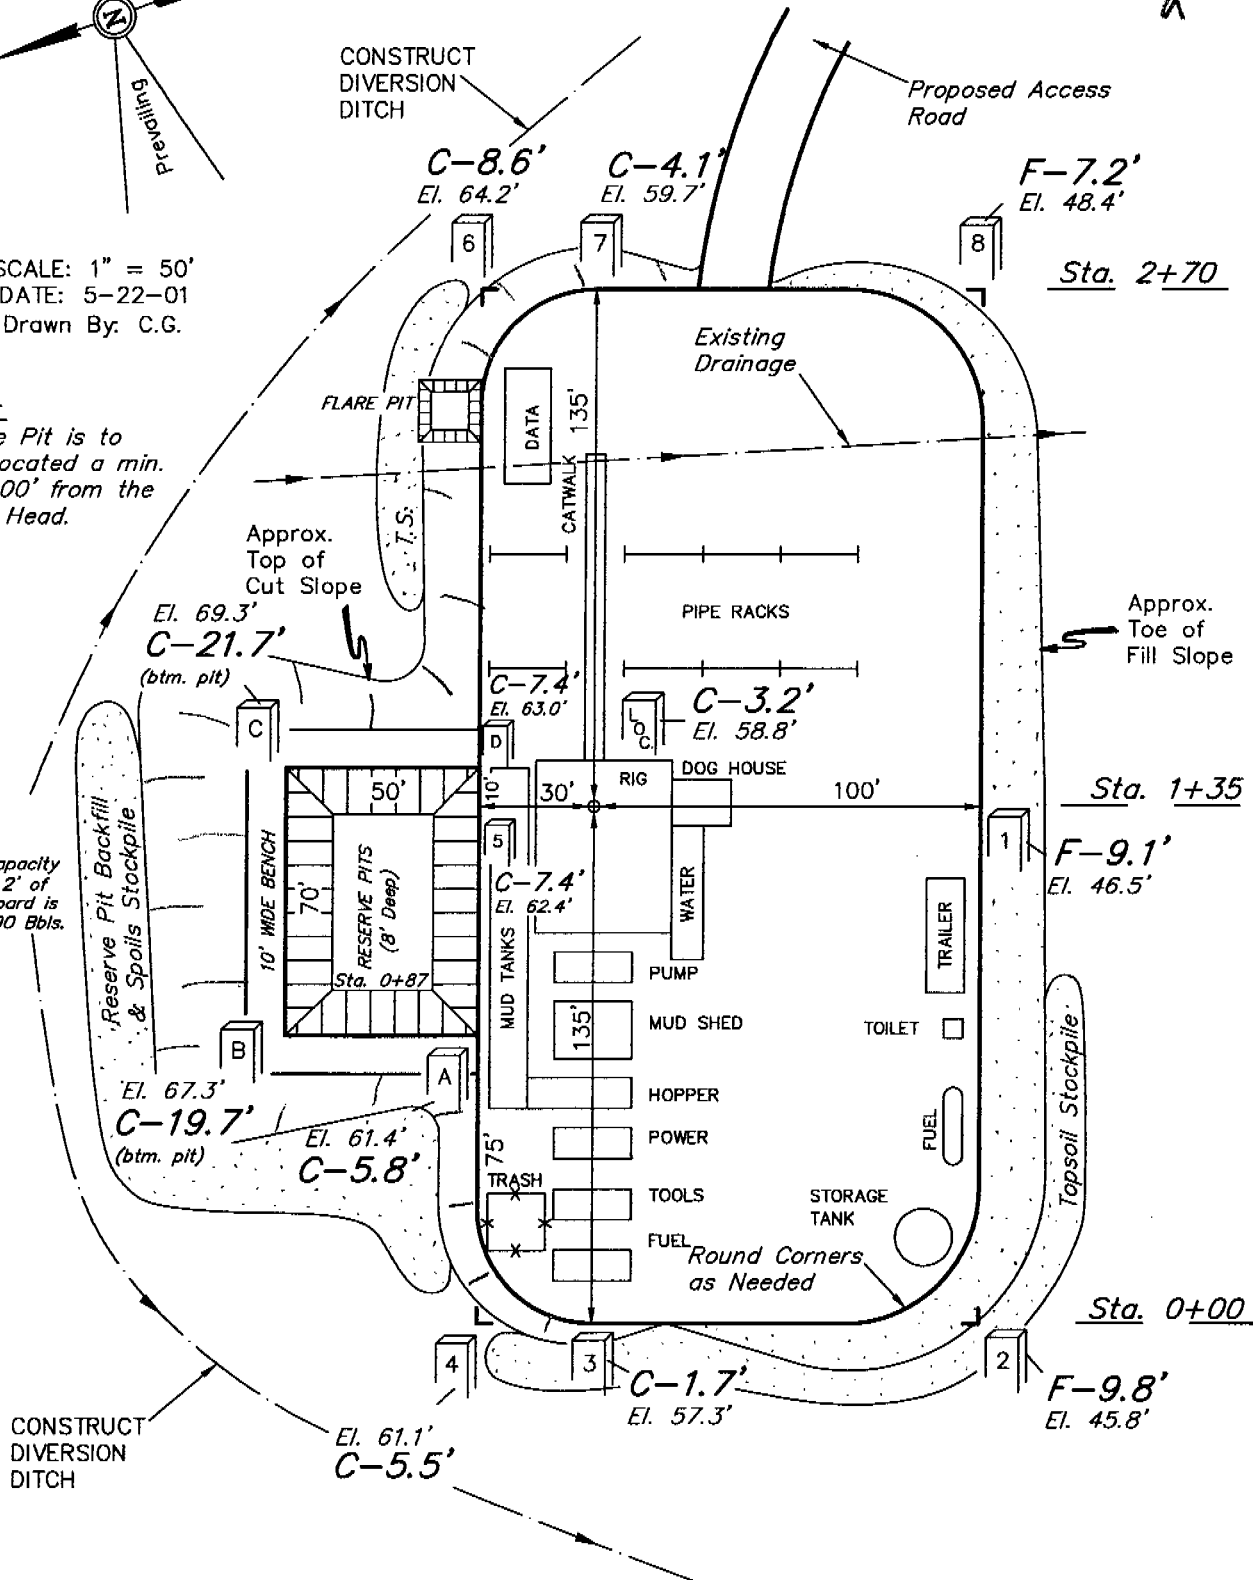 N
Prevailing
CONSTRUCT
DIVERSION
DITCH
Proposed Access
Road
C-8.6'
El. 64.2'
C-4.1'
El. 59.7'
F-7.2'
El. 48.4'
6
7
8
SCALE: 1" = 50'
DATE: 5-22-01
Drawn By: C.G.
Sta. 2+70
Existing
Drainage
FLARE PIT
DATA
135'
CATWALK
Pit is to
located a min.
00' from the
Head.
T.S.
Approx.
Top of
Cut Slope
El. 69.3'
C-21.7'
(btm. pit)
PIPE RACKS
Approx.
Toe of
Fill Slope
C-7.4'
El. 63.0'
C-3.2'
El. 58.8'
C
D
LOC.
RIG
DOG HOUSE
50'
10'
30'
100'
Sta. 1+35
5
1
F-9.1'
El. 46.5'
C-7.4'
El. 62.4'
Reserve Pit Backfill
& Spoils Stockpile
10' WIDE BENCH
70'
RESERVE PITS
(8' Deep)
Sta. 0+87
MUD TANKS
WATER
TRAILER
apacity
2' of
oard is
00 Bbls.
PUMP
MUD SHED
135'
TOILET
HOPPER
POWER
FUEL
Topsoil Stockpile
B
A
El. 67.3'
C-19.7'
(btm. pit)
El. 61.4'
C-5.8'
75'
TRASH
TOOLS
STORAGE
TANK
FUEL
Round Corners
as Needed
Sta. 0+00
4
3
2
C-1.7'
El. 57.3'
F-9.8'
El. 45.8'
CONSTRUCT
DIVERSION
DITCH
El. 61.1'
C-5.5'